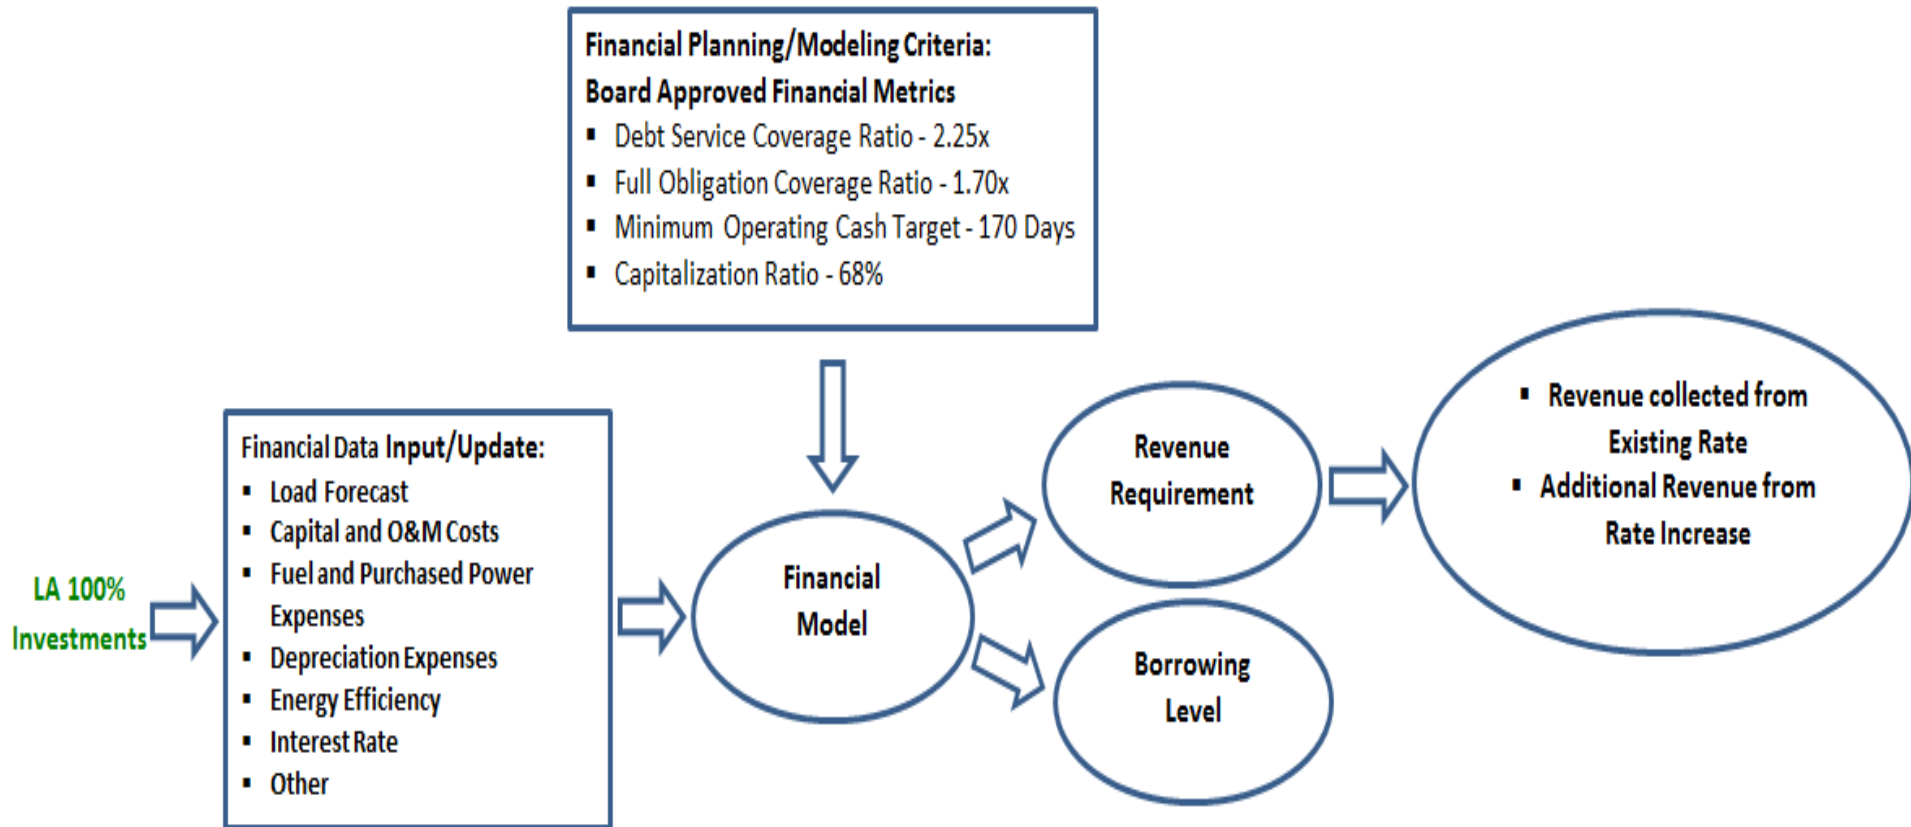 Financial Planning/Modeling Criteria:
Board Approved Financial Metrics
▪ Debt Service Coverage Ratio - 2.25x
▪ Full Obligation Coverage Ratio - 1.70x
▪ Minimum Operating Cash Target - 170 Days
▪ Capitalization Ratio - 68%
LA 100%
Investments
Financial Data Input/Update:
▪ Load Forecast
▪ Capital and O&M Costs
▪ Fuel and Purchased Power
Expenses
▪ Depreciation Expenses
▪ Energy Efficiency
▪ Interest Rate
▪ Other
Financial
Model
Revenue
Requirement
Borrowing
Level
▪ Revenue collected from
Existing Rate
▪ Additional Revenue from
Rate Increase